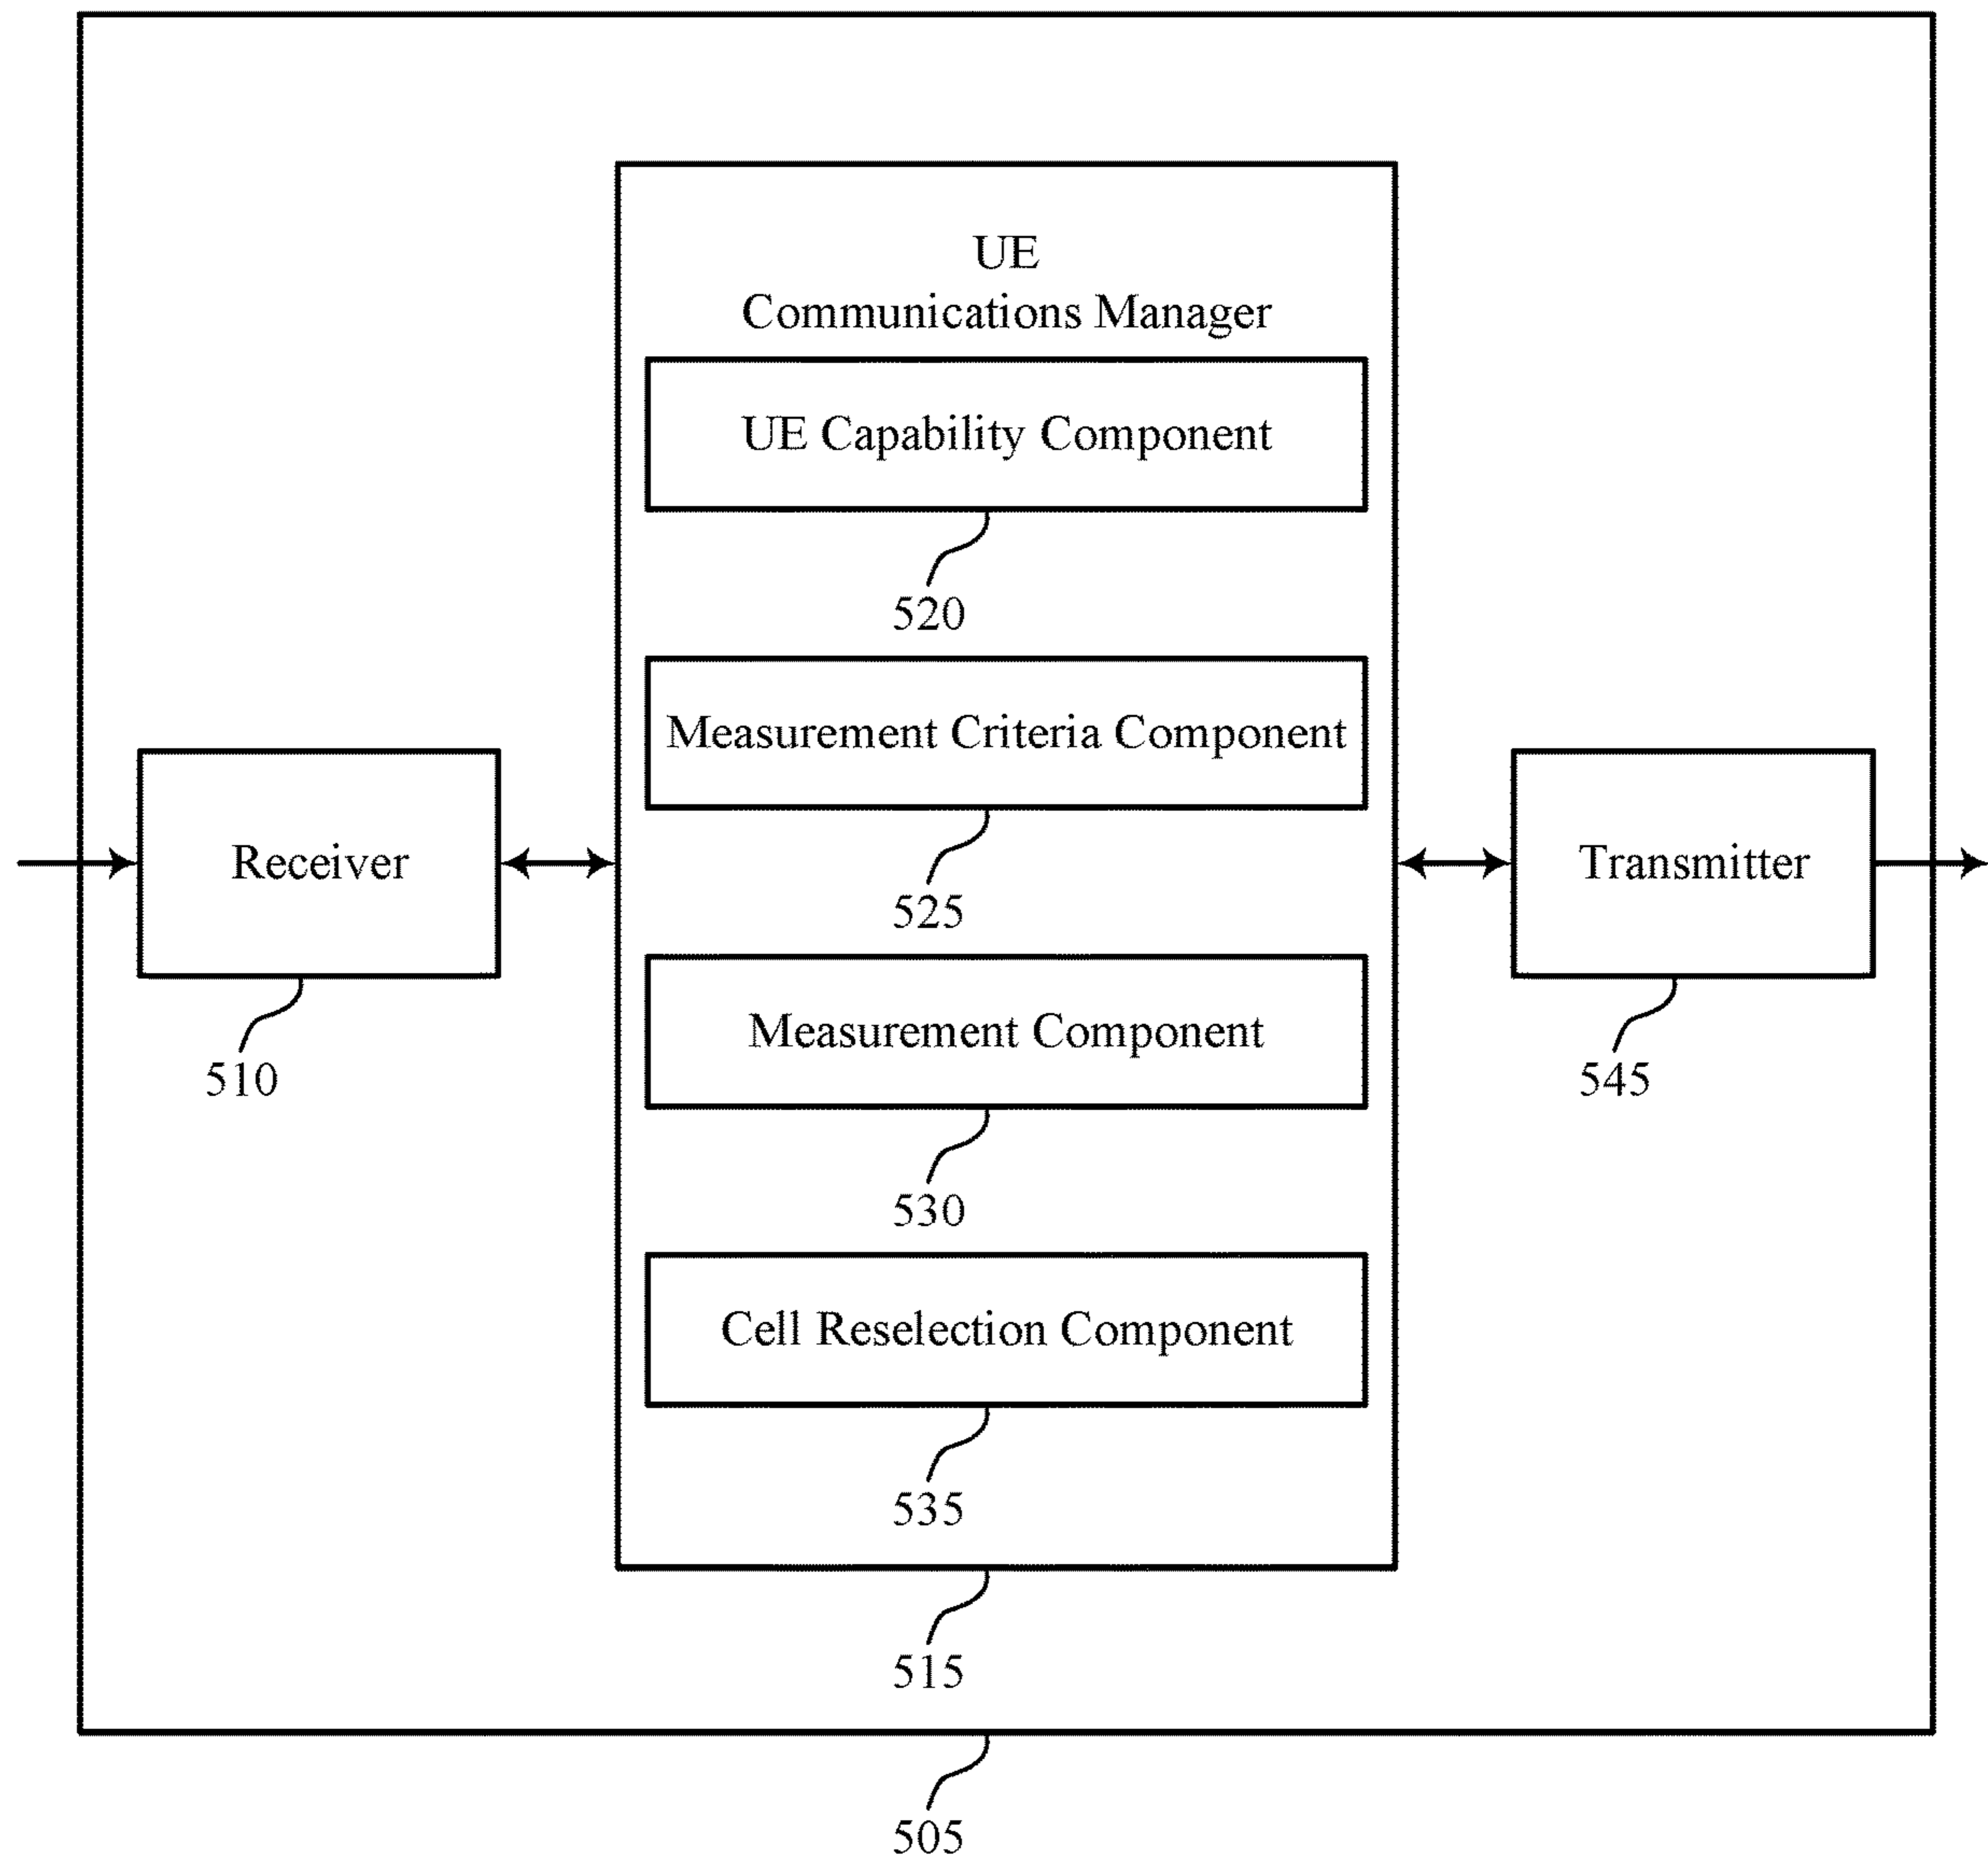 UE
Communications Manager
UE Capability Component
520
Measurement Criteria Component
525
Receiver
510
Transmitter
545
Measurement Component
530
Cell Reselection Component
535
515
505